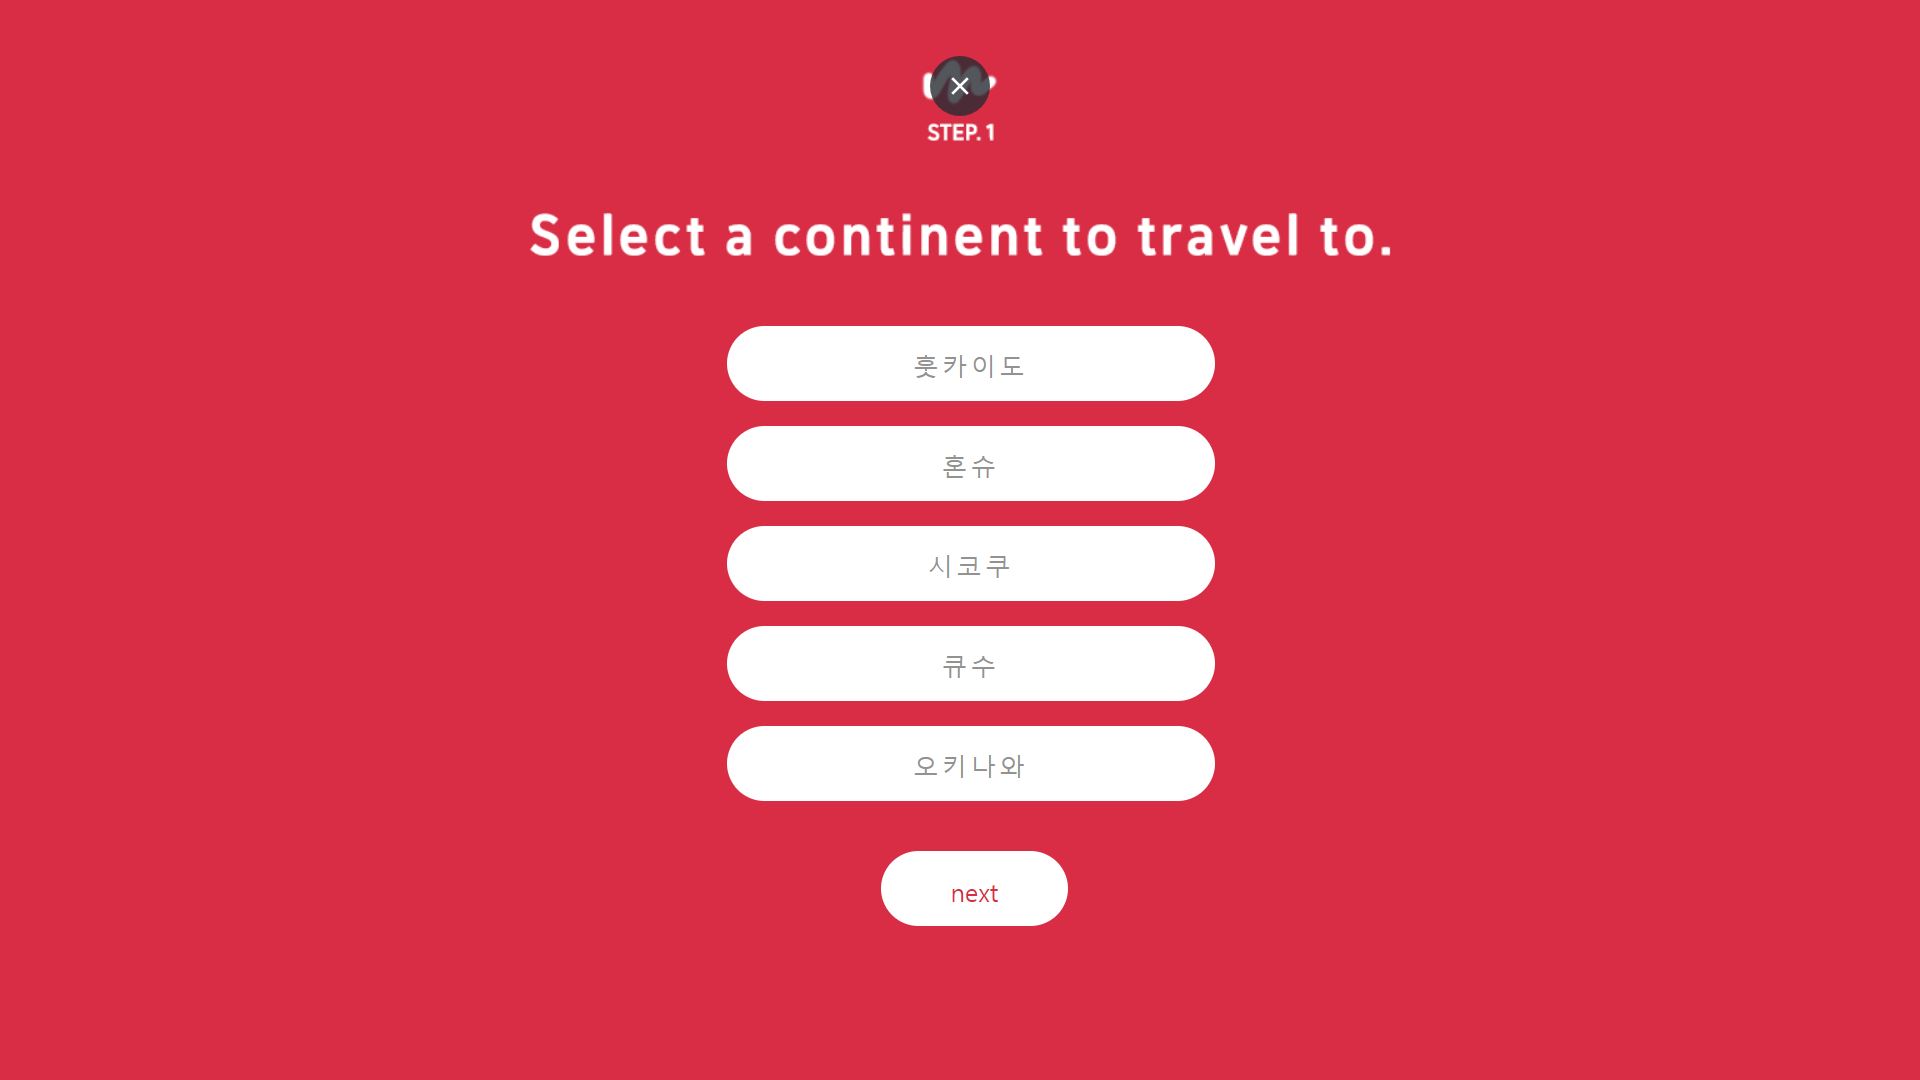 STEP. 1
Select a continent to travel to.
홋카이도
혼슈
시코쿠
큐수
오키나와
next